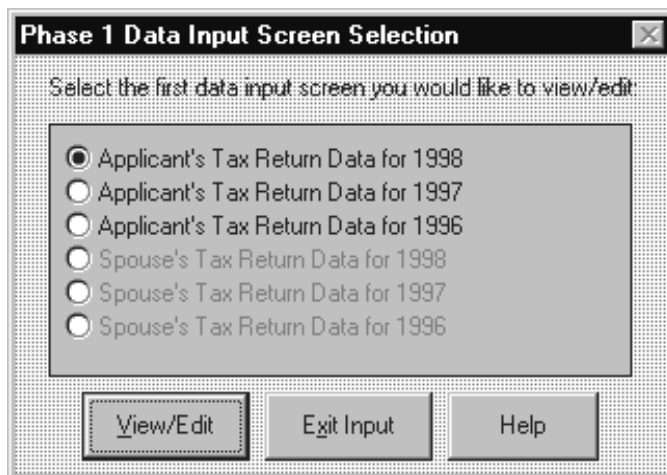 Phase 1 Data Input Screen Selection
Select the first data input screen you would like to view/edit:
Applicant's Tax Return Data for 1998
Applicant's Tax Return Data for 1997
Applicant's Tax Return Data for 1996
Spouse's Tax Return Data for 1998
Spouse's Tax Return Data for 1997
Spouse's Tax Return Data for 1996
View/Edit Exit Input Help